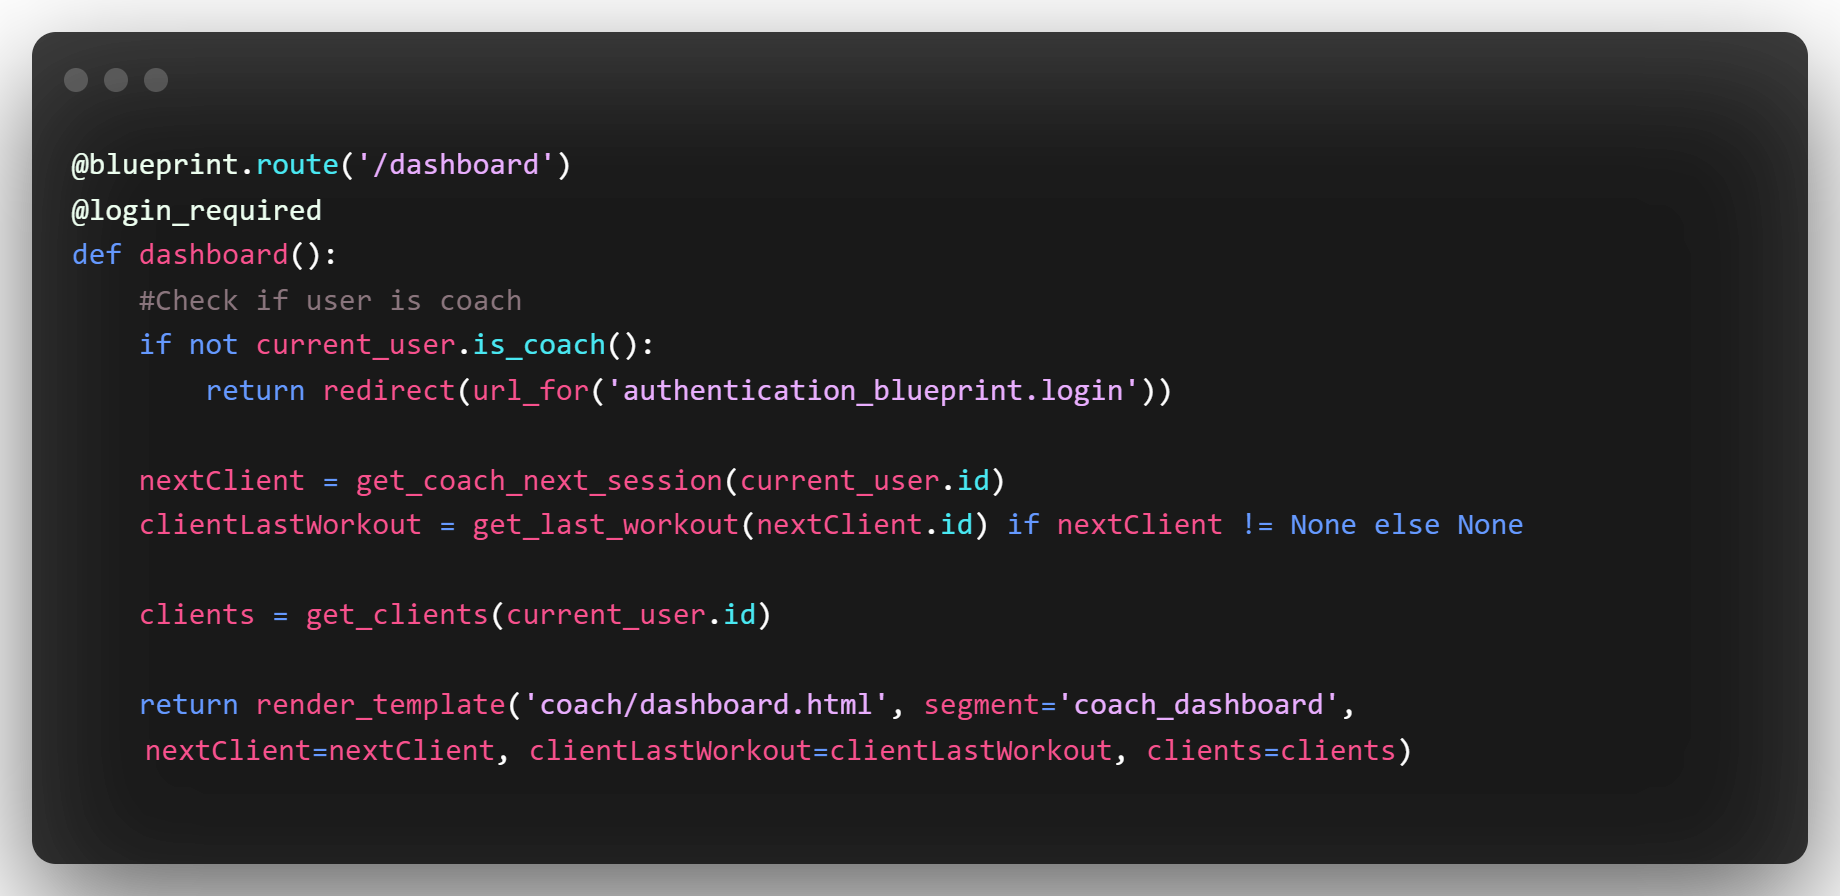 @blueprint.route('/dashboard')
@login_required
def dashboard():
    #Check if user is coach
    if not current_user.is_coach():
        return redirect(url_for('authentication_blueprint.login'))

    nextClient = get_coach_next_session(current_user.id)
    clientLastWorkout = get_last_workout(nextClient.id) if nextClient != None else None

    clients = get_clients(current_user.id)

    return render_template('coach/dashboard.html', segment='coach_dashboard',
    nextClient=nextClient, clientLastWorkout=clientLastWorkout, clients=clients)